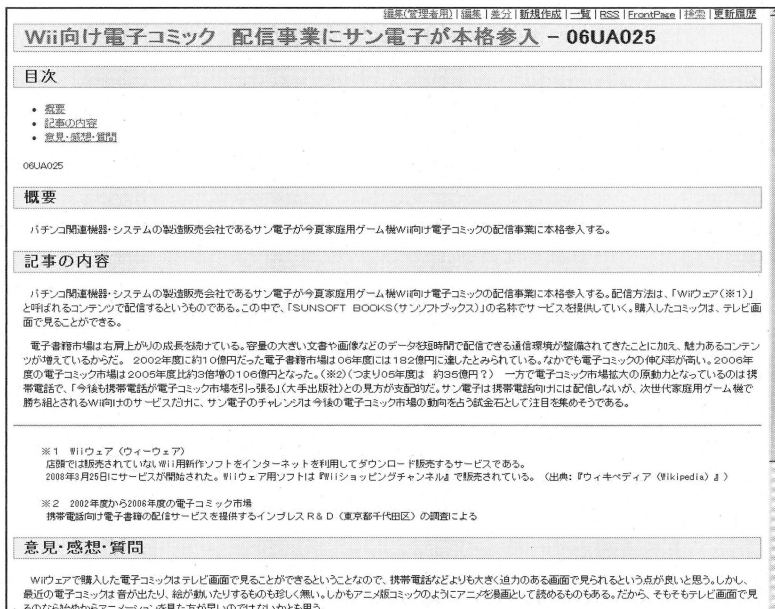 編集(管理者用) | 編集 | 差分 | 新規作成 | 一覧 | RSS | FrontPage | 検索 | 更新履歴
Wii向け電子コミック 配信事業にサン電子が本格参入 − 06UA025
目次
• 概要
• 記事の内容
• 意見・感想・質問
06UA025
概要
パチンコ関連機器・システムの製造販売会社であるサン電子が今夏家庭用ゲーム機Wii向け電子コミックの配信事業に本格参入する。
記事の内容
パチンコ関連機器・システムの製造販売会社であるサン電子が今夏家庭用ゲーム機Wii向け電子コミックの配信事業に本格参入する。配信方法は、「Wiiウェア(※1)」
と呼ばれるコンテンツで配信するというものである。この中で、「SUNSOFT BOOKS(サンソフトブックス)」の名称でサービスを提供していく。購入したコミックは、テレビ画
面で見ることができる。
電子書籍市場は右肩上がりの成長を続けている。容量の大きい文書や画像などのデータを短時間で配信できる通信環境が整備されてきたことに加え、魅力あるコンテン
ツが増えているからだ。 2002年度に約10億円だった電子書籍市場は06年度には182億円に達したとみられている。なかでも電子コミックの伸び率が高い。2006年
度の電子コミック市場は2005年度比約3倍増の106億円となった。(※2)(つまり05年度は 約35億円？) 一方で電子コミック市場拡大の原動力となっているのは携
帯電話で、「今後も携帯電話が電子コミック市場を引っ張る」(大手出版社)との見方が支配的だ。サン電子は携帯電話向けには配信しないが、次世代家庭用ゲーム機で
勝ち組とされるWii向けのサービスだけに、サン電子のチャレンジは今後の電子コミック市場の動向を占う試金石として注目を集めそうである。
※1 Wiiウェア（ウィーウェア）
店頭では販売されていないWii用新作ソフトをインターネットを利用してダウンロード販売するサービスである。
2008年3月25日にサービスが開始された。Wiiウェア用ソフトは『Wiiショッピングチャンネル』で販売されている。（出典：『ウィキペディア（Wikipedia）』）
※2 2002年度から2006年度の電子コミック市場
携帯電話向け電子書籍の配信サービスを提供するインプレスR&D（東京都千代田区）の調査による
意見・感想・質問
Wiiウェアで購入した電子コミックはテレビ画面で見ることができるということなので、携帯電話などよりも大きく迫力のある画面で見られるという点が良いと思う。しかし、
最近の電子コミックは音が出たり、絵が動いたりするものも珍しく無い。しかもアニメ版コミックのようにアニメを漫画として読めるものもある。だから、そもそもテレビ画面で見
るのなら始めからアニメーションを見た方が早いのではないかとも思う。